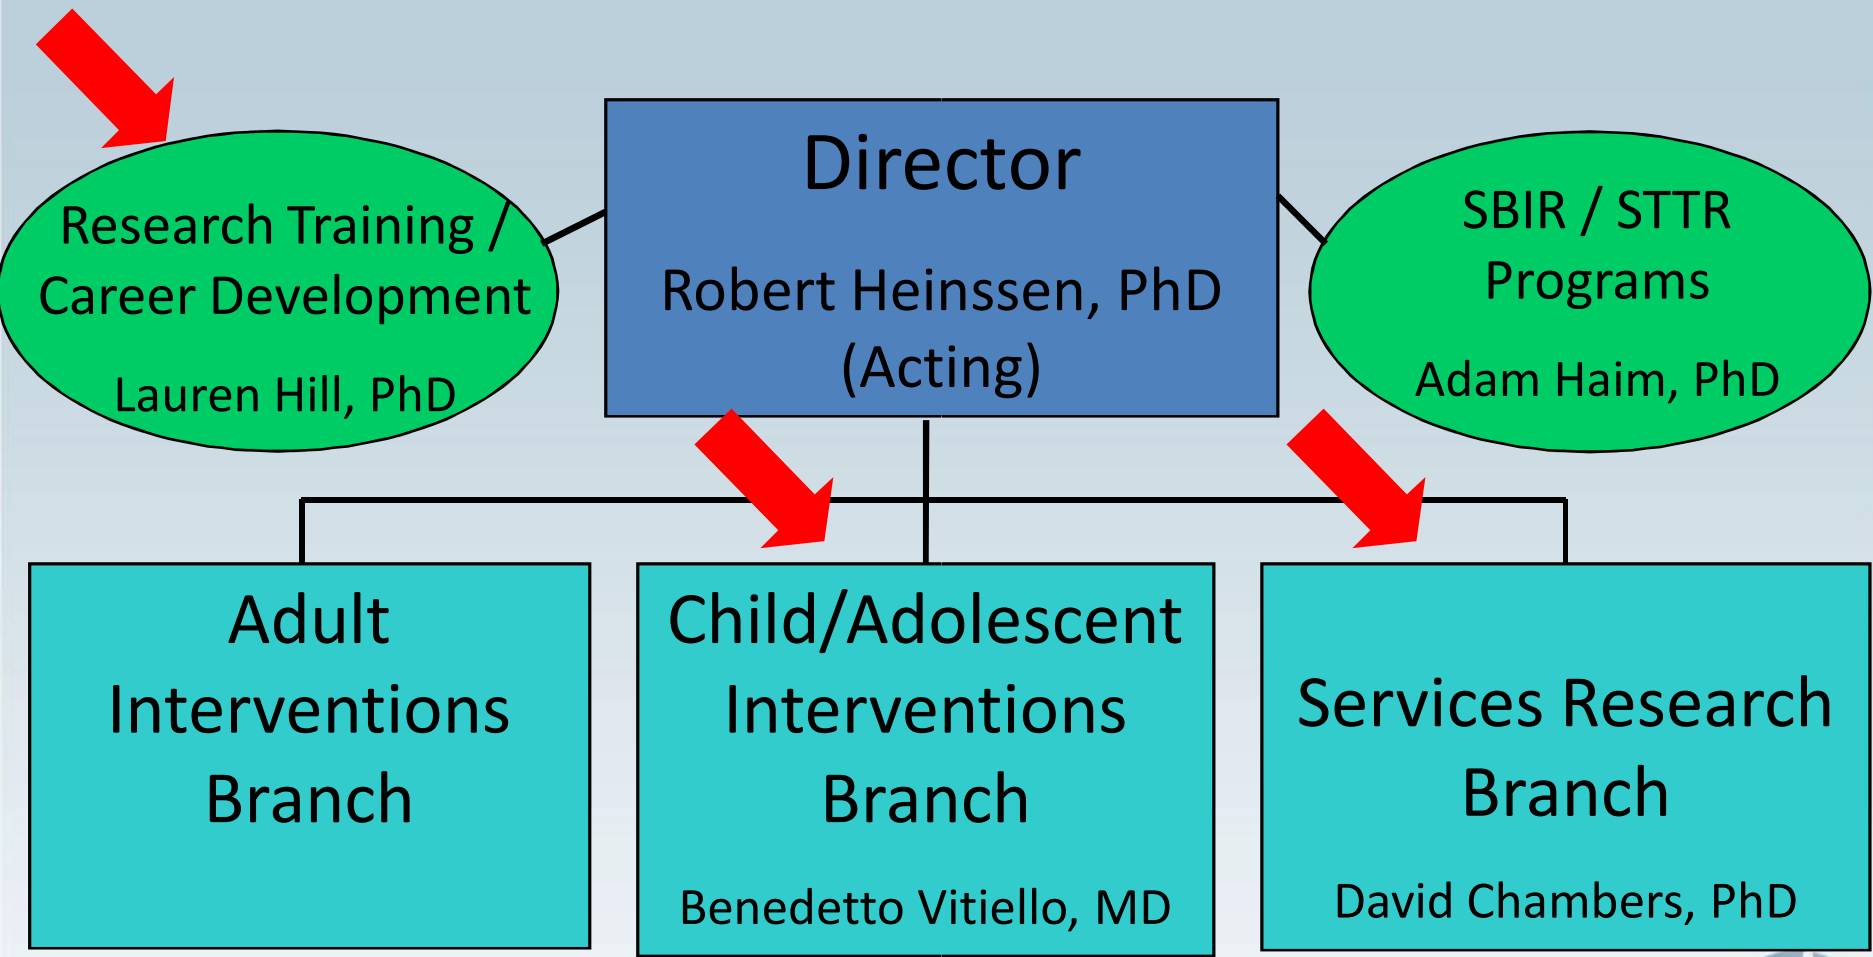 Director
Robert Heinssen, PhD
(Acting)
Research Training /
Career Development
Lauren Hill, PhD
SBIR / STTR
Programs
Adam Haim, PhD
Adult
Interventions
Branch
Child/Adolescent
Interventions
Branch
Benedetto Vitiello, MD
Services Research
Branch
David Chambers, PhD